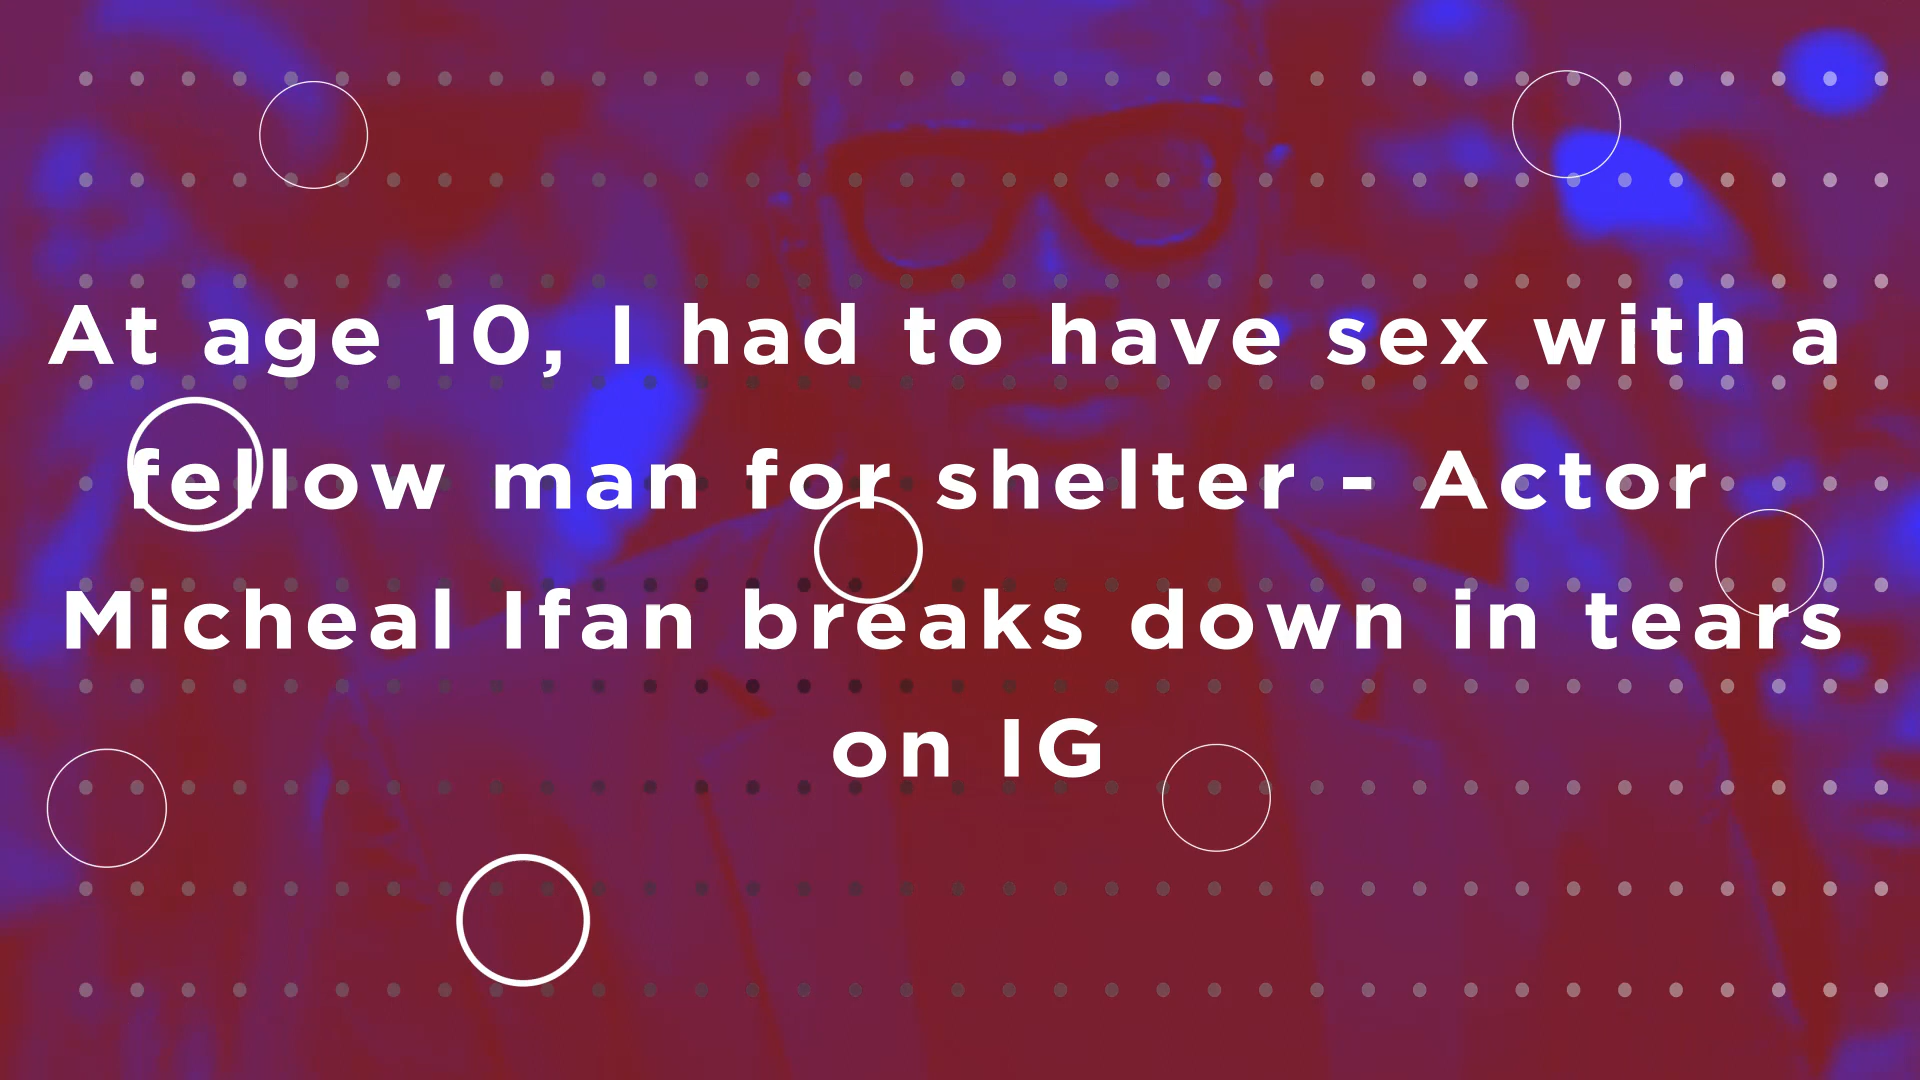 At age 10, I had to have sex with a
fellow man for shelter - Actor
Micheal Ifan breaks down in tears
on IG